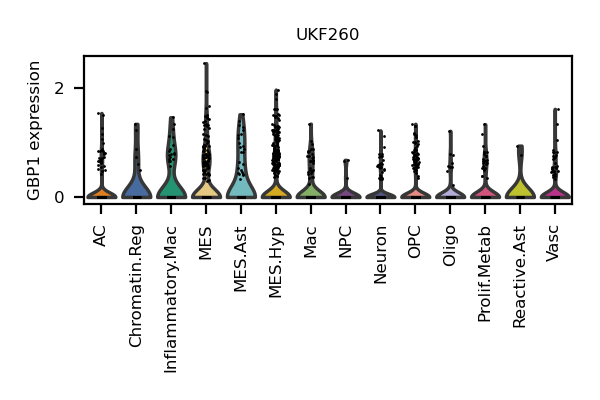 UKF260
GBP1 expression
2
0
AC
Chromatin.Reg
Inflammatory.Mac
MES
MES.Ast
MES.Hyp
Mac
NPC
Neuron
OPC
Oligo
Prolif.Metab
Reactive.Ast
Vasc